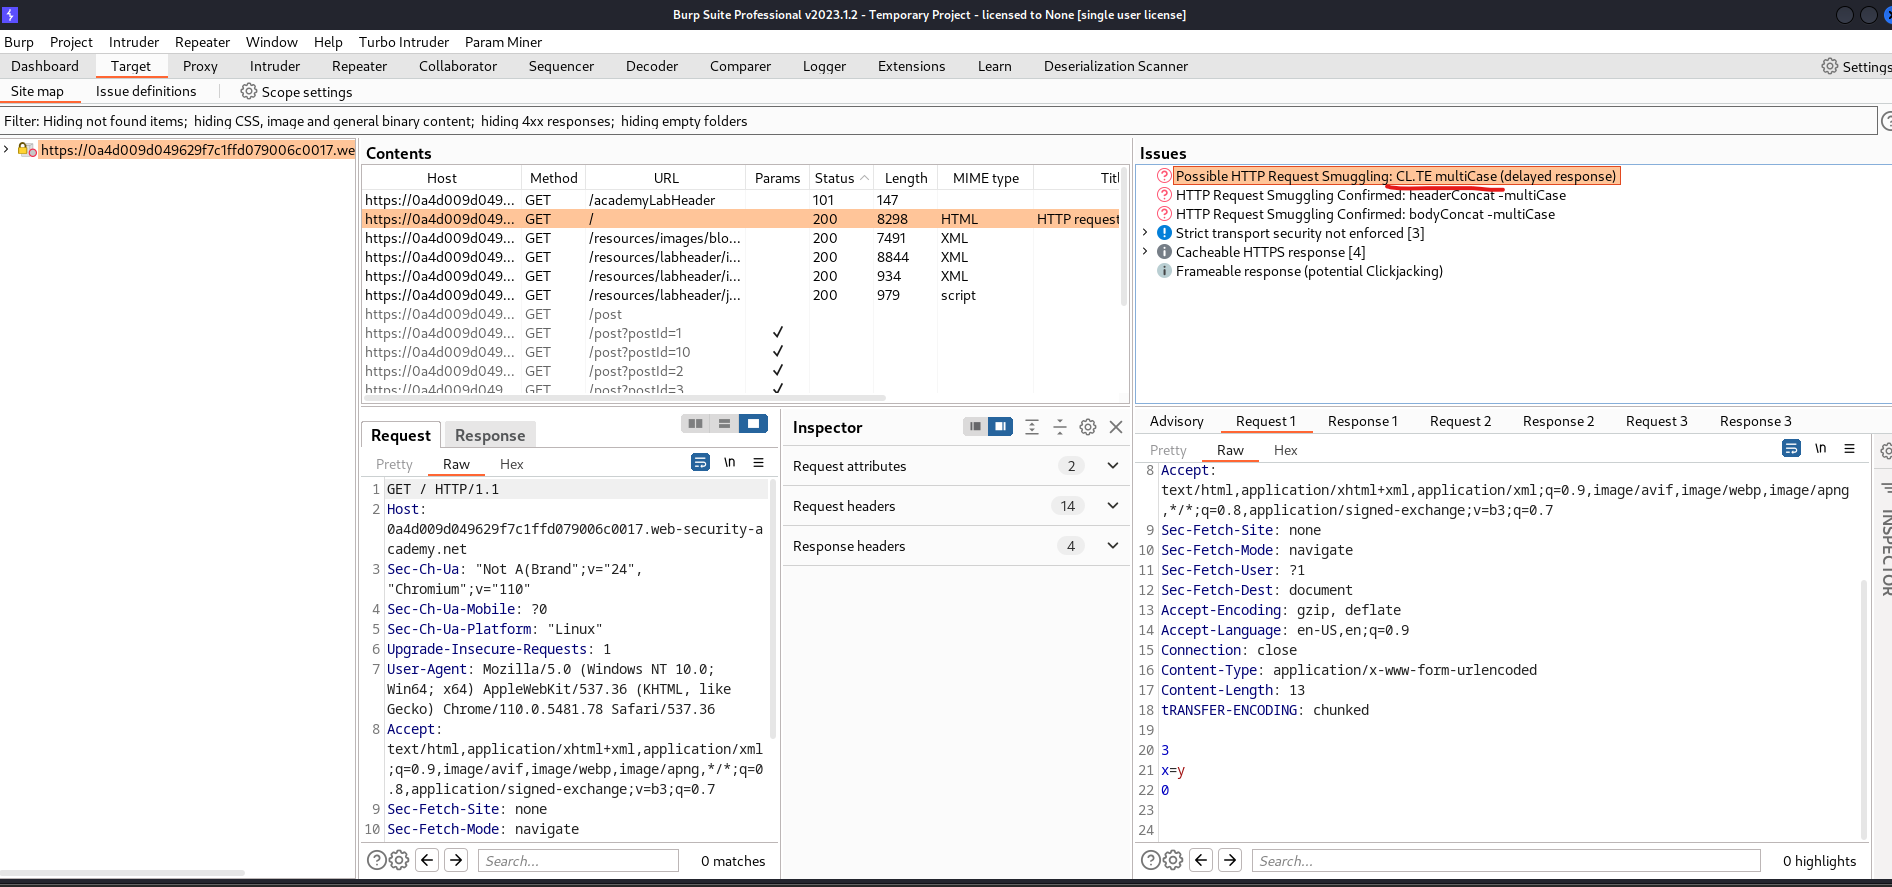 Burp Suite Professional v2023.1.2 - Temporary Project - licensed to None [single user license]
Burp Project Intruder Repeater Window Help Turbo Intruder Param Miner
Dashboard Target Proxy Intruder Repeater Collaborator Sequencer Decoder Comparer Logger Extensions Learn Deserialization Scanner Settings
Site map Issue definitions Scope settings
Filter: Hiding not found items; hiding CSS, image and general binary content; hiding 4xx responses; hiding empty folders
https://0a4d009d049629f7c1ffd079006c0017.we
Contents
Host Method URL Params Status Length MIME type Titl
https://0a4d009d049... GET /academyLabHeader 101 147
https://0a4d009d049... GET / 200 8298 HTML HTTP request
https://0a4d009d049... GET /resources/images/blo... 200 7491 XML
https://0a4d009d049... GET /resources/labheader/i... 200 8844 XML
https://0a4d009d049... GET /resources/labheader/i... 200 934 XML
https://0a4d009d049... GET /resources/labheader/j... 200 979 script
https://0a4d009d049... GET /post
https://0a4d009d049... GET /post?postId=1 ✓
https://0a4d009d049... GET /post?postId=10 ✓
https://0a4d009d049... GET /post?postId=2 ✓
https://0a4d009d049... GET /post?postId=3 ✓
Issues
Possible HTTP Request Smuggling: CL.TE multiCase (delayed response)
HTTP Request Smuggling Confirmed: headerConcat -multiCase
HTTP Request Smuggling Confirmed: bodyConcat -multiCase
Strict transport security not enforced [3]
Cacheable HTTPS response [4]
Frameable response (potential Clickjacking)
Request Response
Pretty Raw Hex \n
1 GET / HTTP/1.1
2 Host:
0a4d009d049629f7c1ffd079006c0017.web-security-a
cademy.net
3 Sec-Ch-Ua: "Not A(Brand";v="24",
"Chromium";v="110"
4 Sec-Ch-Ua-Mobile: ?0
5 Sec-Ch-Ua-Platform: "Linux"
6 Upgrade-Insecure-Requests: 1
7 User-Agent: Mozilla/5.0 (Windows NT 10.0;
Win64; x64) AppleWebKit/537.36 (KHTML, like
Gecko) Chrome/110.0.5481.78 Safari/537.36
8 Accept:
text/html,application/xhtml+xml,application/xml
;q=0.9,image/avif,image/webp,image/apng,*/*;q=0
.8,application/signed-exchange;v=b3;q=0.7
9 Sec-Fetch-Site: none
10 Sec-Fetch-Mode: navigate
Search... 0 matches
Inspector
Request attributes 2
Request headers 14
Response headers 4
Advisory Request 1 Response 1 Request 2 Response 2 Request 3 Response 3
Pretty Raw Hex \n
8 Accept:
text/html,application/xhtml+xml,application/xml;q=0.9,image/avif,image/webp,image/apng
,*/*;q=0.8,application/signed-exchange;v=b3;q=0.7
9 Sec-Fetch-Site: none
10 Sec-Fetch-Mode: navigate
11 Sec-Fetch-User: ?1
12 Sec-Fetch-Dest: document
13 Accept-Encoding: gzip, deflate
14 Accept-Language: en-US,en;q=0.9
15 Connection: close
16 Content-Type: application/x-www-form-urlencoded
17 Content-Length: 13
18 tRANSFER-ENCODING: chunked
19
20 3
21 x=y
22 0
23
24
Search... 0 highlights
INSPECTOR